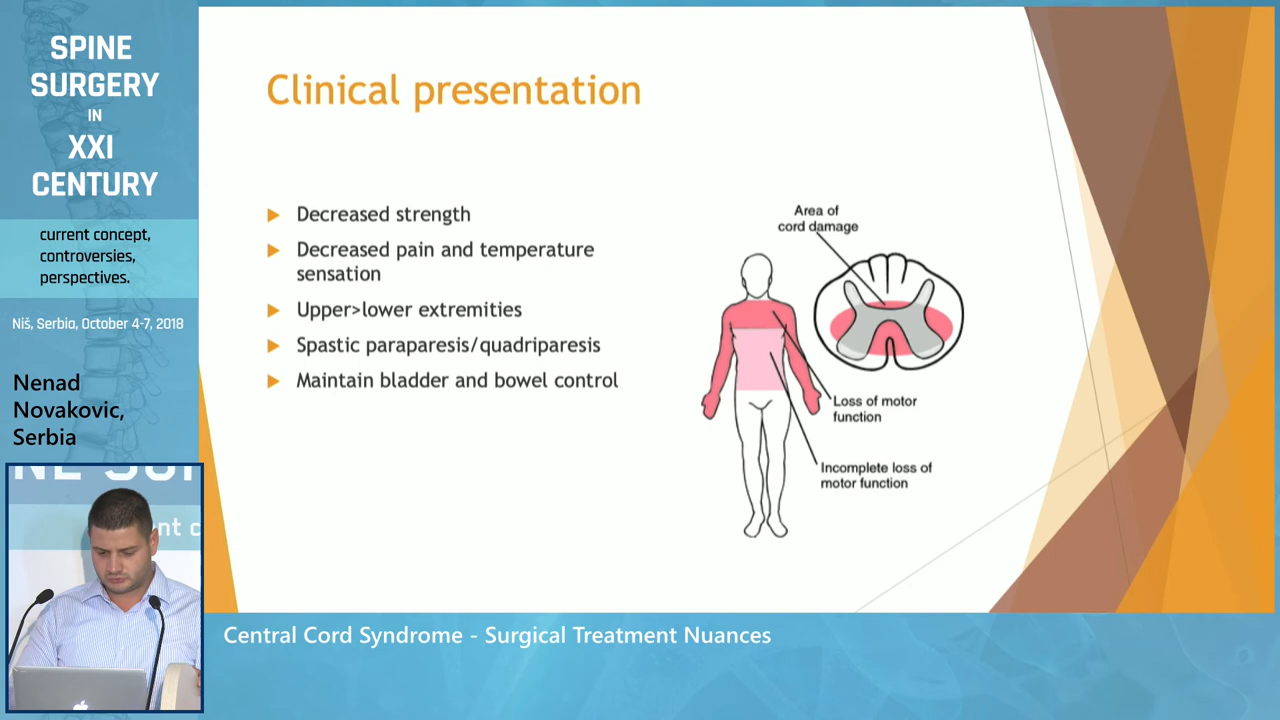 SPINE
SURGERY
IN
XXI
CENTURY
current concept,
controversies,
perspectives.
Niš, Serbia, October 4-7, 2018
Nenad
Novakovic,
Serbia
Clinical presentation
Decreased strength
Decreased pain and temperature
sensation
Upper>lower extremities
Spastic paraparesis/quadriparesis
Maintain bladder and bowel control
Area of
cord damage
Loss of motor
function
Incomplete loss of
motor function
Central Cord Syndrome - Surgical Treatment Nuances